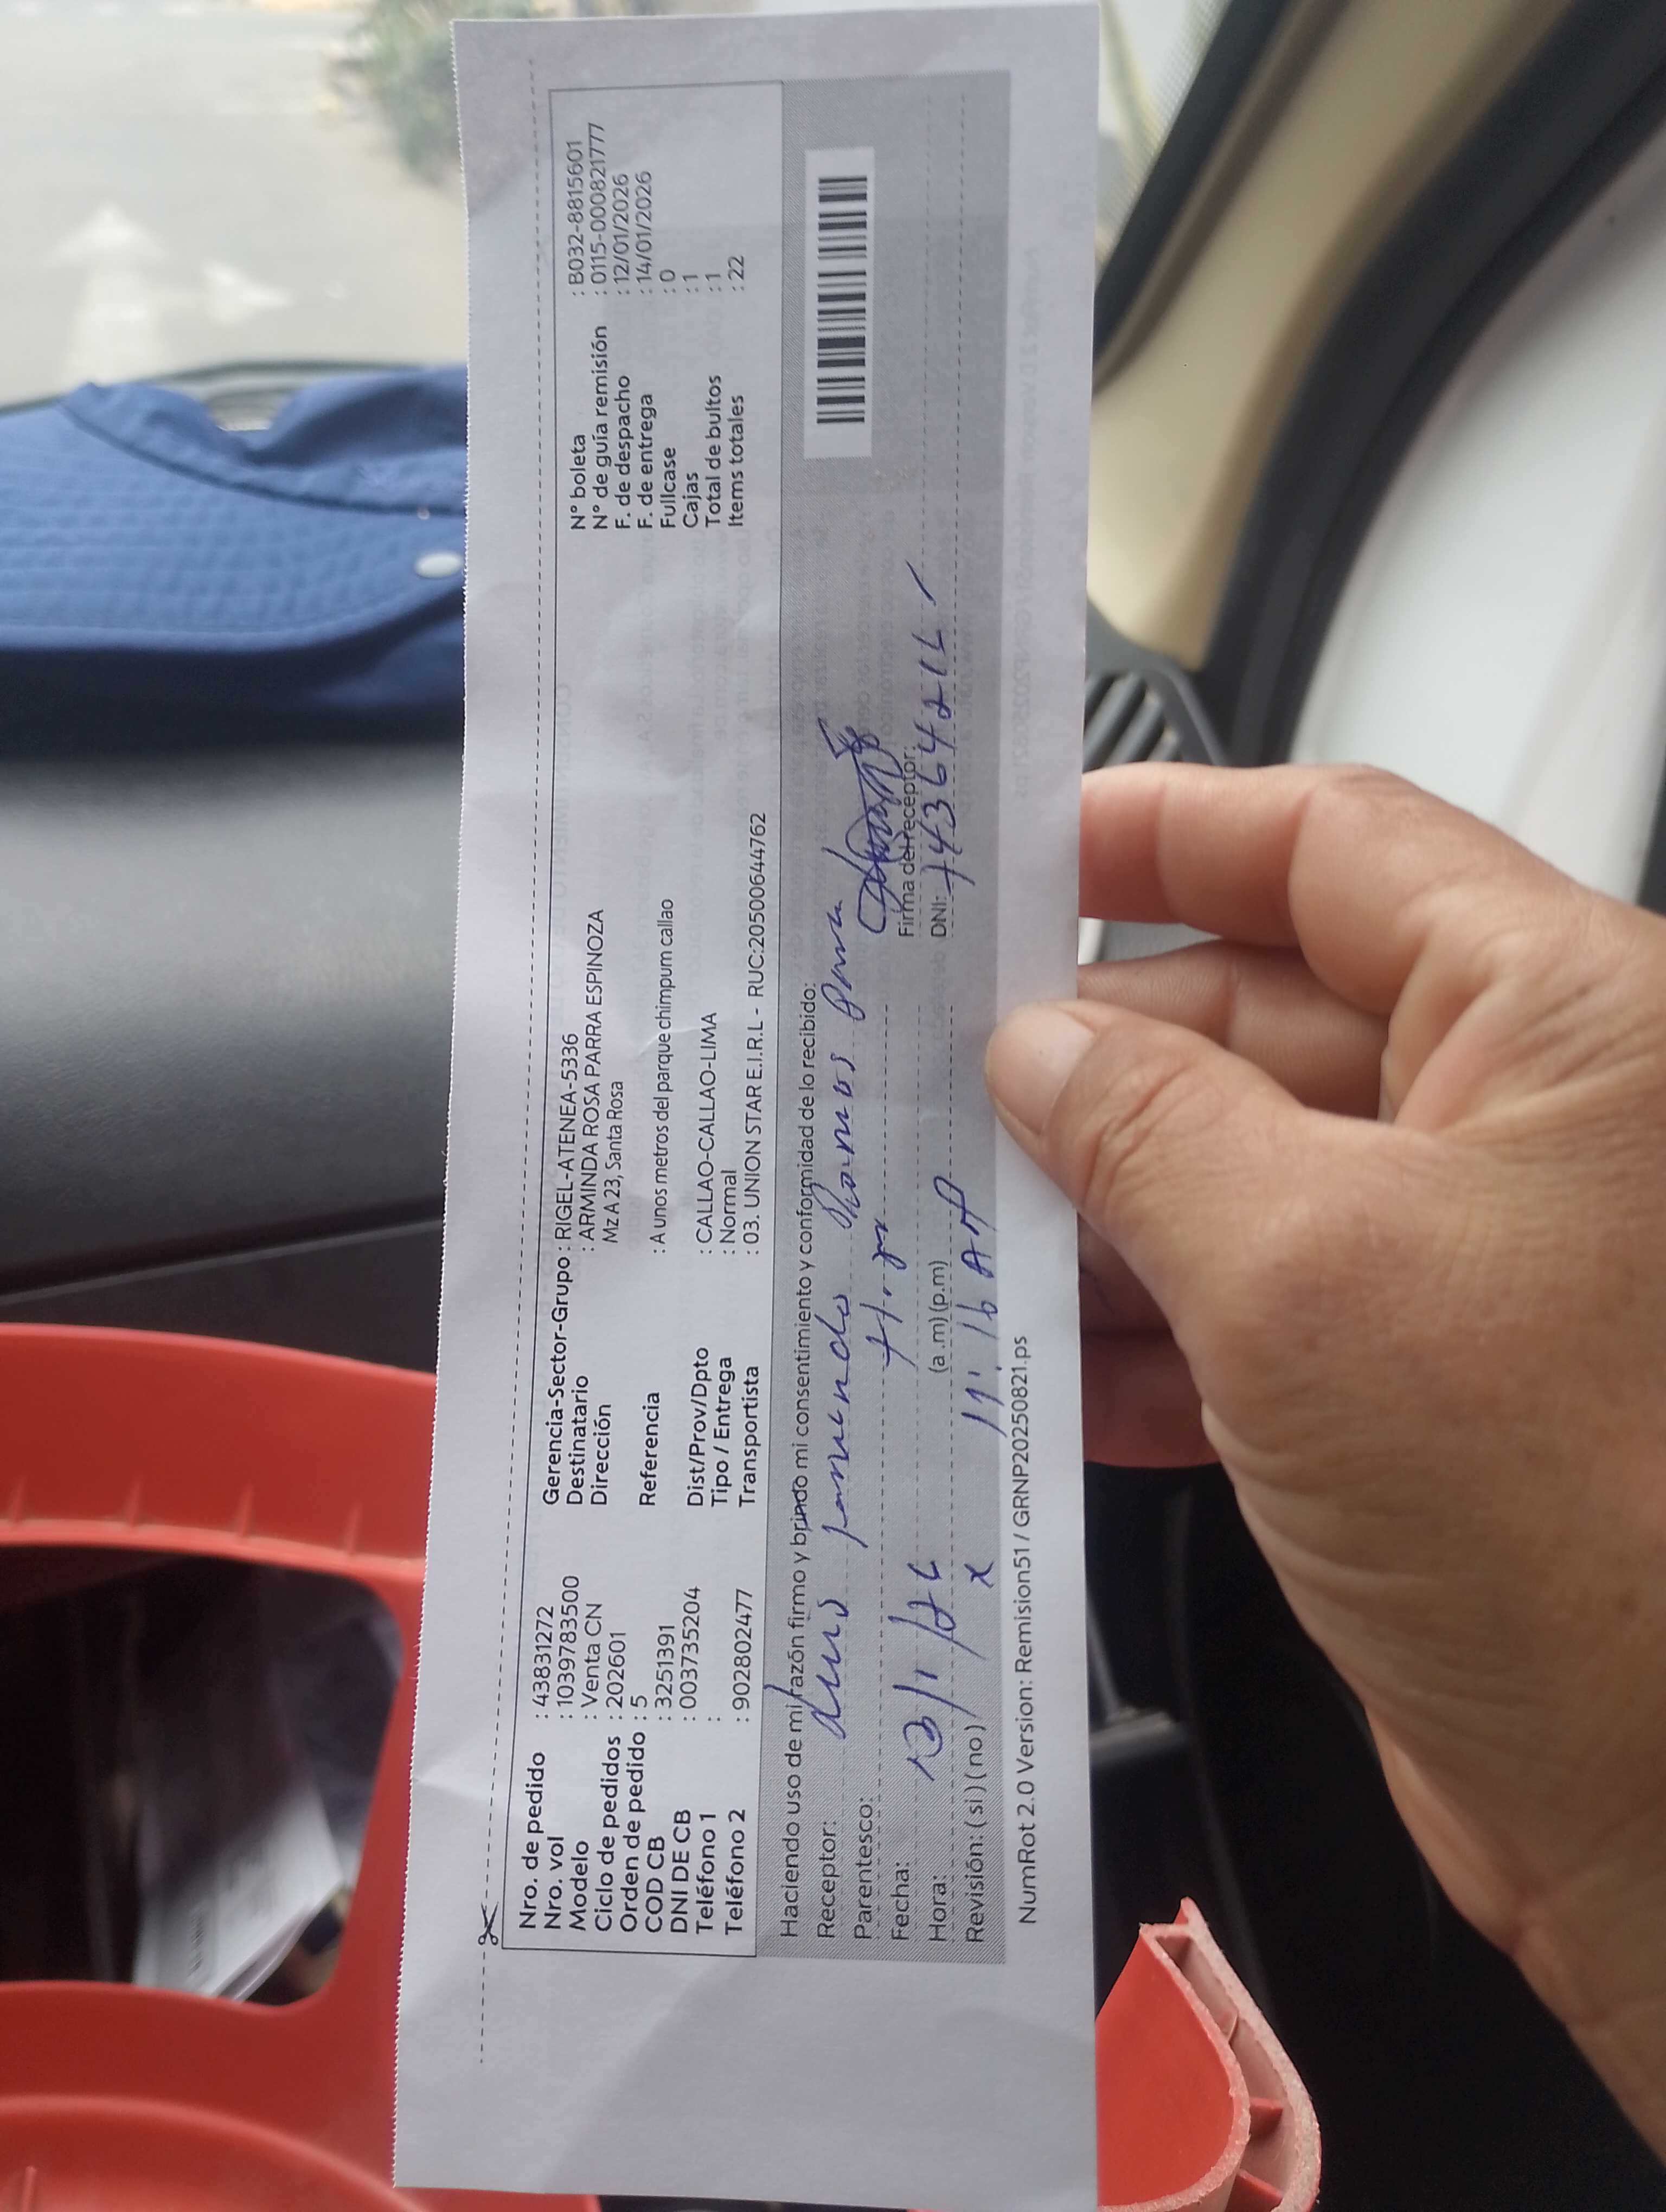 Nro. de pedido : 43831272
Nro. vol : 1039783500
Modelo : Venta CN
Ciclo de pedidos : 202601
Orden de pedido : 5
COD CB : 3251391
DNI DE CB : 003735204
Teléfono 1 :
Teléfono 2 : 902802477
Gerencia-Sector-Grupo : RIGEL-ATENEA-5336
Destinatario : ARMINDA ROSA PARRA ESPINOZA
Dirección Mz A 23, Santa Rosa
Referencia : A unos metros del parque chimpum callao
Dist/Prov/Dpto : CALLAO-CALLAO-LIMA
Tipo / Entrega : Normal
Transportista : 03. UNION STAR E.I.R.L - RUC:20500644762
N° boleta : B032-8815601
N° de guía remisión : 0115-000821777
F. de despacho : 12/01/2026
F. de entrega : 14/01/2026
Fullcase : 0
Cajas : 1
Total de bultos : 1
Items totales : 22
Haciendo uso de mi razón firmo y brindo mi consentimiento y conformidad de lo recibido:
Receptor: Ramos
Parentesco:
Fecha: 13/1/26
Hora: (a.m) (p.m) 11:16 AM
Revisión: (si) (no) X
Firma del receptor:
DNI:
NumRot 2.0 Version: Remision51 / GRNP20250821.ps